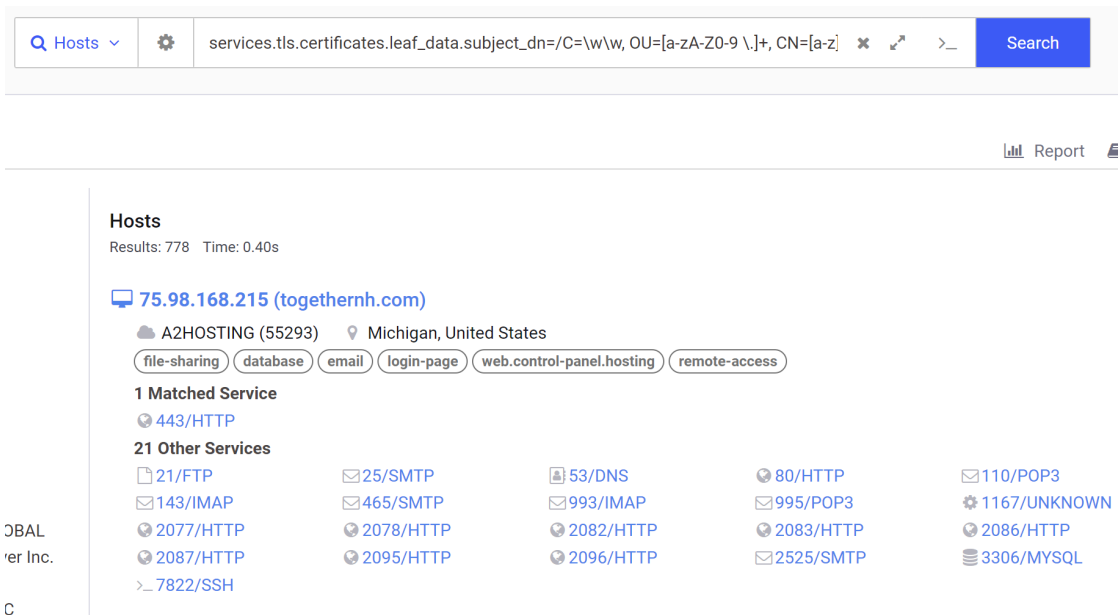 Hosts services.tls.certificates.leaf_data.subject_dn=/C=\w\w, OU=[a-zA-Z0-9 \.]+, CN=[a-z] >_ Search
Report
Hosts
Results: 778 Time: 0.40s
75.98.168.215 (togethernh.com)
A2HOSTING (55293) Michigan, United States
file-sharing database email login-page web.control-panel.hosting remote-access
1 Matched Service
443/HTTP
21 Other Services
21/FTP 25/SMTP 53/DNS 80/HTTP 110/POP3
143/IMAP 465/SMTP 993/IMAP 995/POP3 1167/UNKNOWN
2077/HTTP 2078/HTTP 2082/HTTP 2083/HTTP 2086/HTTP
2087/HTTP 2095/HTTP 2096/HTTP 2525/SMTP 3306/MYSQL
>_ 7822/SSH
OBAL
er Inc.
C